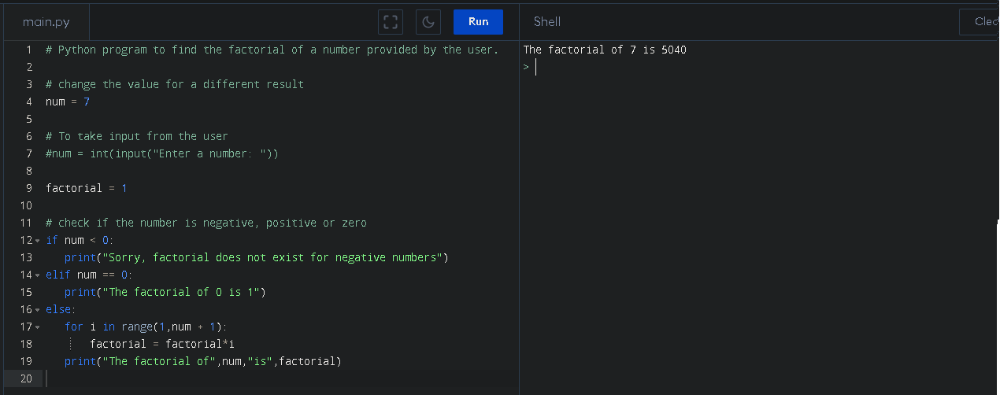 main.py
Run
Shell
1 # Python program to find the factorial of a number provided by the user.
2
3 # change the value for a different result
4 num = 7
5
6 # To take input from the user
7 #num = int(input("Enter a number: "))
8
9 factorial = 1
10
11 # check if the number is negative, positive or zero
12 if num < 0:
13    print("Sorry, factorial does not exist for negative numbers")
14 elif num == 0:
15    print("The factorial of 0 is 1")
16 else:
17    for i in range(1,num + 1):
18        factorial = factorial*i
19    print("The factorial of",num,"is",factorial)
20
The factorial of 7 is 5040
>